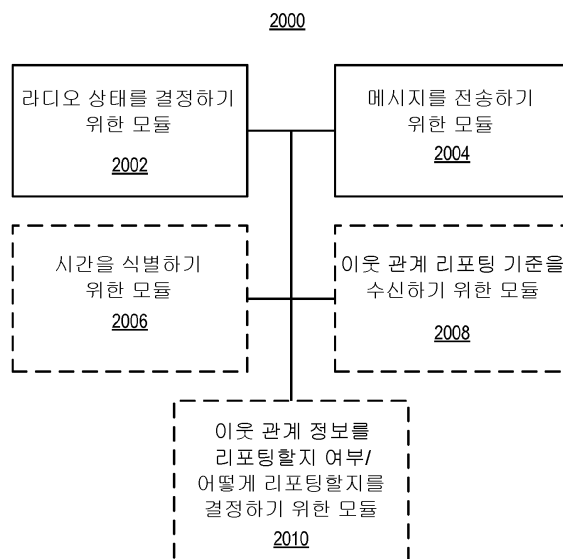 2000
라디오 상태를 결정하기
위한 모듈
2002
메시지를 전송하기
위한 모듈
2004
시간을 식별하기
위한 모듈
2006
이웃 관계 리포팅 기준을
수신하기 위한 모듈
2008
이웃 관계 정보를
리포팅할지 여부/
어떻게 리포팅할지를
결정하기 위한 모듈
2010